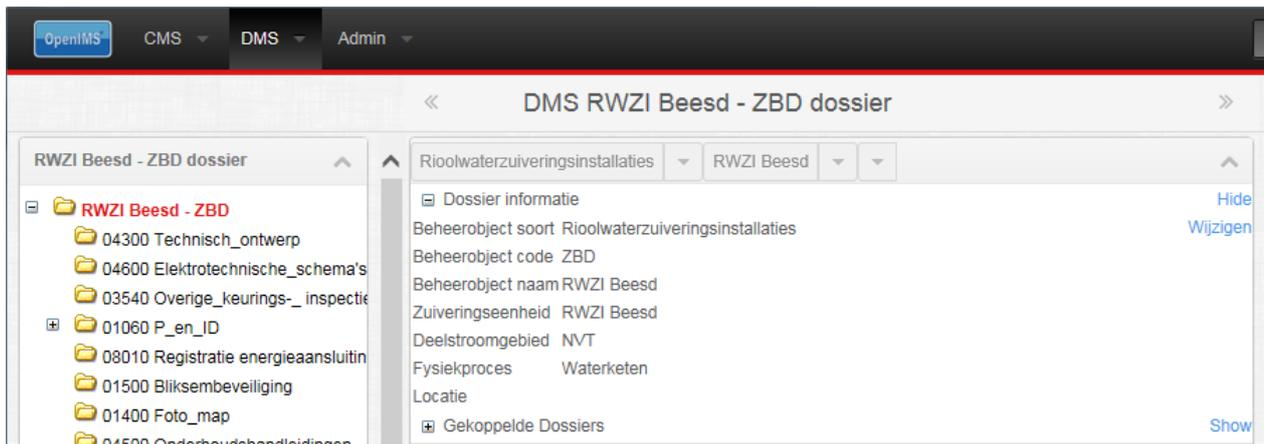 OpenIMS CMS DMS Admin
DMS RWZI Beesd - ZBD dossier
RWZI Beesd - ZBD dossier
RWZI Beesd - ZBD
04300 Technisch_ontwerp
04600 Elektrotechnische_schema's
03540 Overige_keurings-_ inspectie
01060 P_en_ID
08010 Registratie energieaansluitin
01500 Bliksembeveiliging
01400 Foto_map
04500 Onderhoudshandleidingen
Rioolwaterzuiveringsinstallaties RWZI Beesd
Dossier informatie Hide
Beheerobject soort Rioolwaterzuiveringsinstallaties Wijzigen
Beheerobject code ZBD
Beheerobject naam RWZI Beesd
Zuiveringseenheid RWZI Beesd
Deelstroomgebied NVT
Fysiekproces Waterketen
Locatie
Gekoppelde Dossiers Show